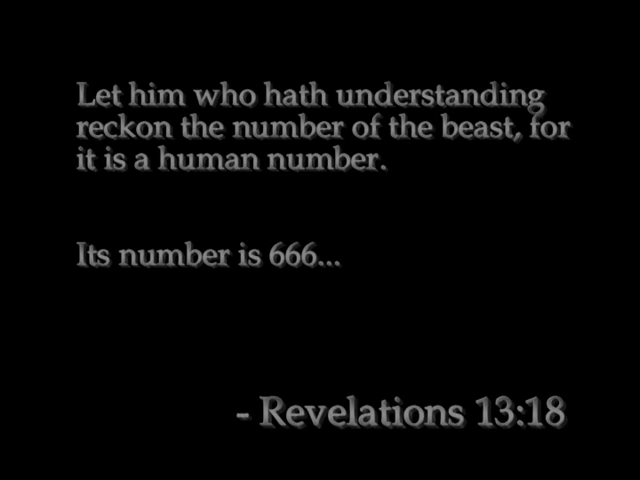 Let him who hath understanding
reckon the number of the beast, for
it is a human number.
Its number is 666...
- Revelations 13:18